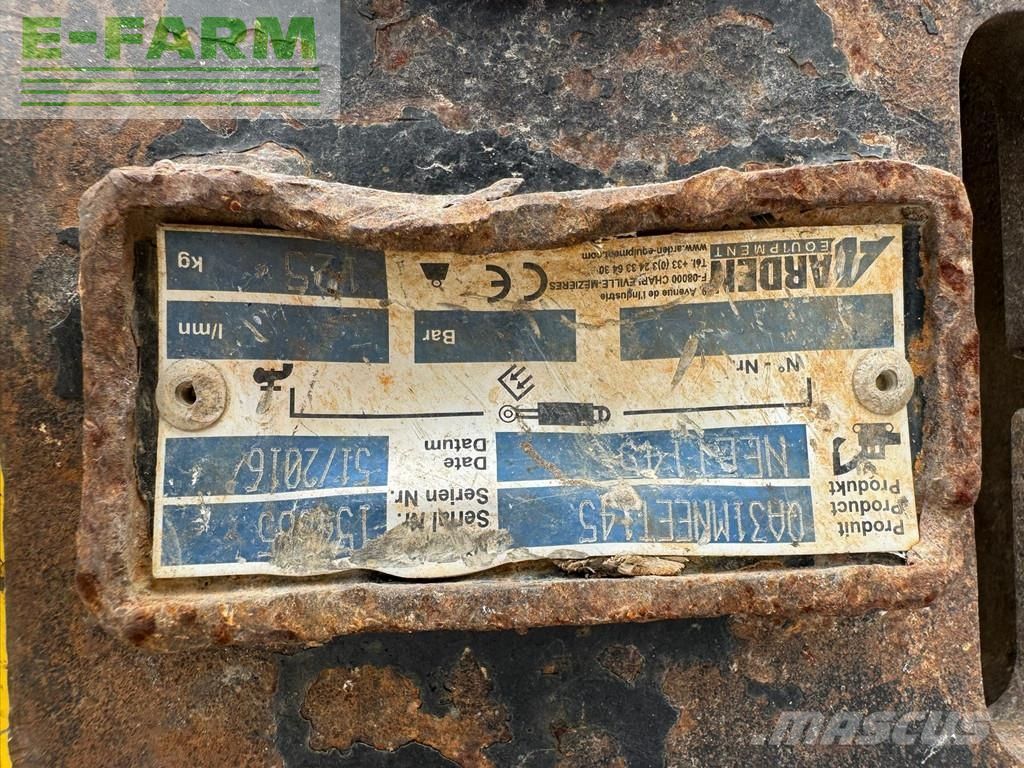 E-FARM
Produit
Product
Produkt
QA31MNEET145
Serial Nr.
Serien Nr.
Date
Datum
51/2016
N° - Nr.
Bar
l/mn
ARDEN
EQUIPMENT
9, Avenue de l'Industrie
F-08000 CHARLEVILLE-MEZIERES
Tél. +33 (0)3 24 33 64 30
www.arden-equipment.com
CE
125
kg
MASCUS